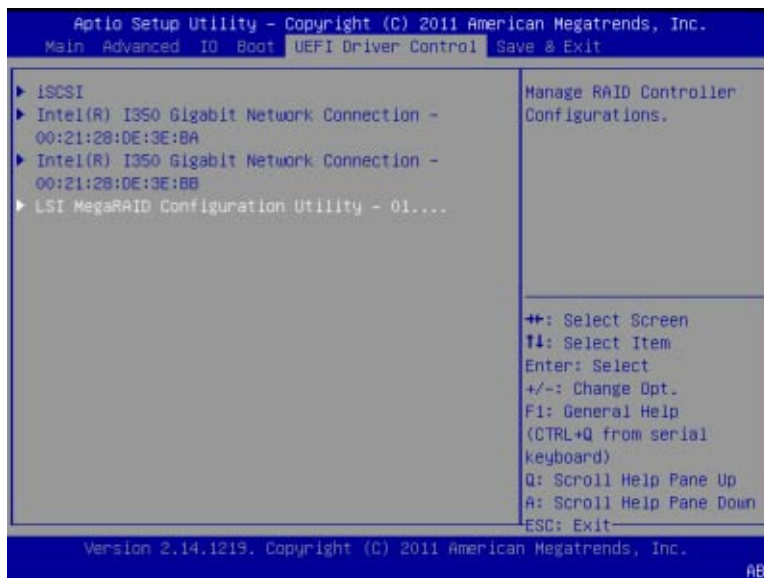 Aptio Setup Utility – Copyright (C) 2011 American Megatrends, Inc.
Main Advanced IO Boot UEFI Driver Control Save & Exit
iSCSI
Intel(R) I350 Gigabit Network Connection –
00:21:28:DE:3E:BA
Intel(R) I350 Gigabit Network Connection –
00:21:28:DE:3E:BB
LSI MegaRAID Configuration Utility – 01....
Manage RAID Controller
Configurations.
→←: Select Screen
↑↓: Select Item
Enter: Select
+/-: Change Opt.
F1: General Help
(CTRL+Q from serial
keyboard)
Q: Scroll Help Pane Up
A: Scroll Help Pane Down
ESC: Exit
Version 2.14.1219. Copyright (C) 2011 American Megatrends, Inc.
AB